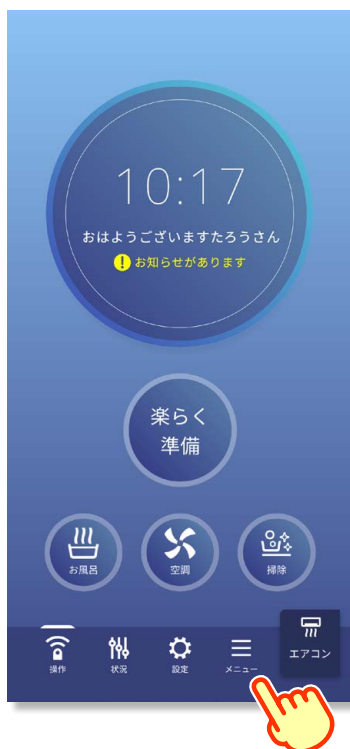 10:17
おはようございますたろうさん
! お知らせがあります
楽らく
準備
お風呂
空調
掃除
操作
状況
設定
メニュー
エアコン